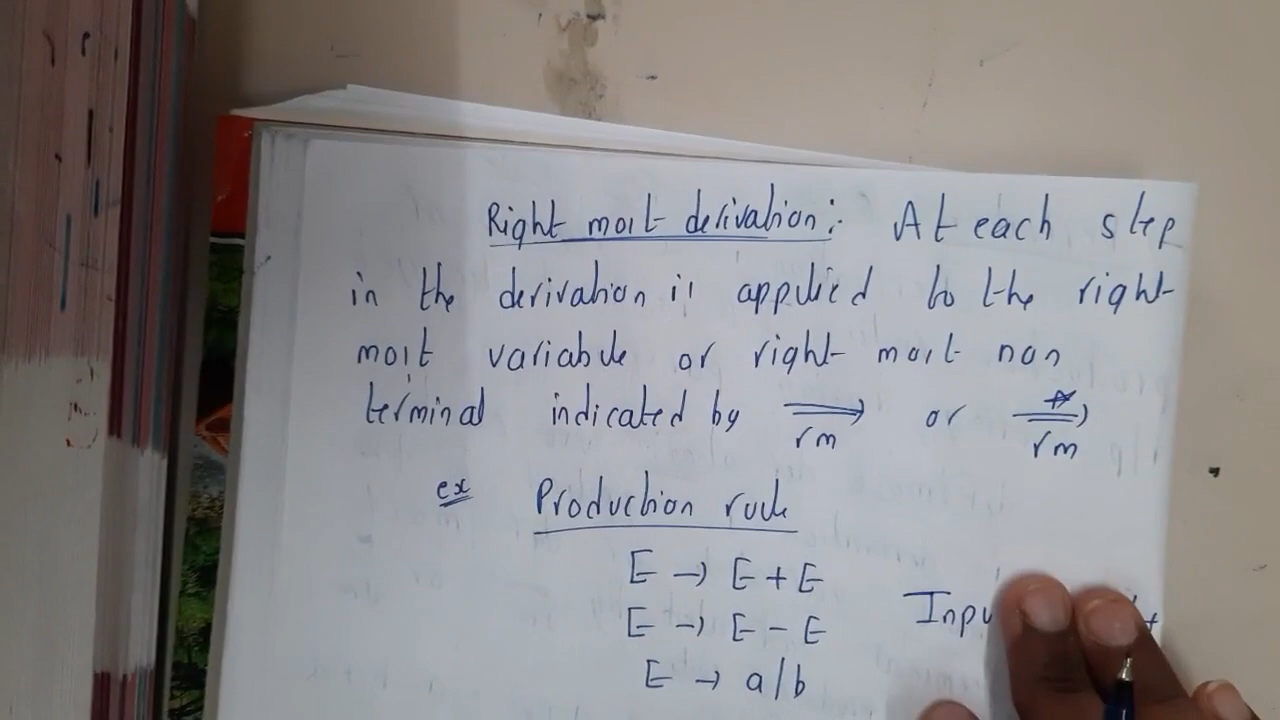 Right most derivation :- At each step
in the derivation is applied to the right
most variable or right most non
terminal indicated by ⇒ rm or ⇒* rm
ex Production rule
E → E + E
E → E - E
E → a/b